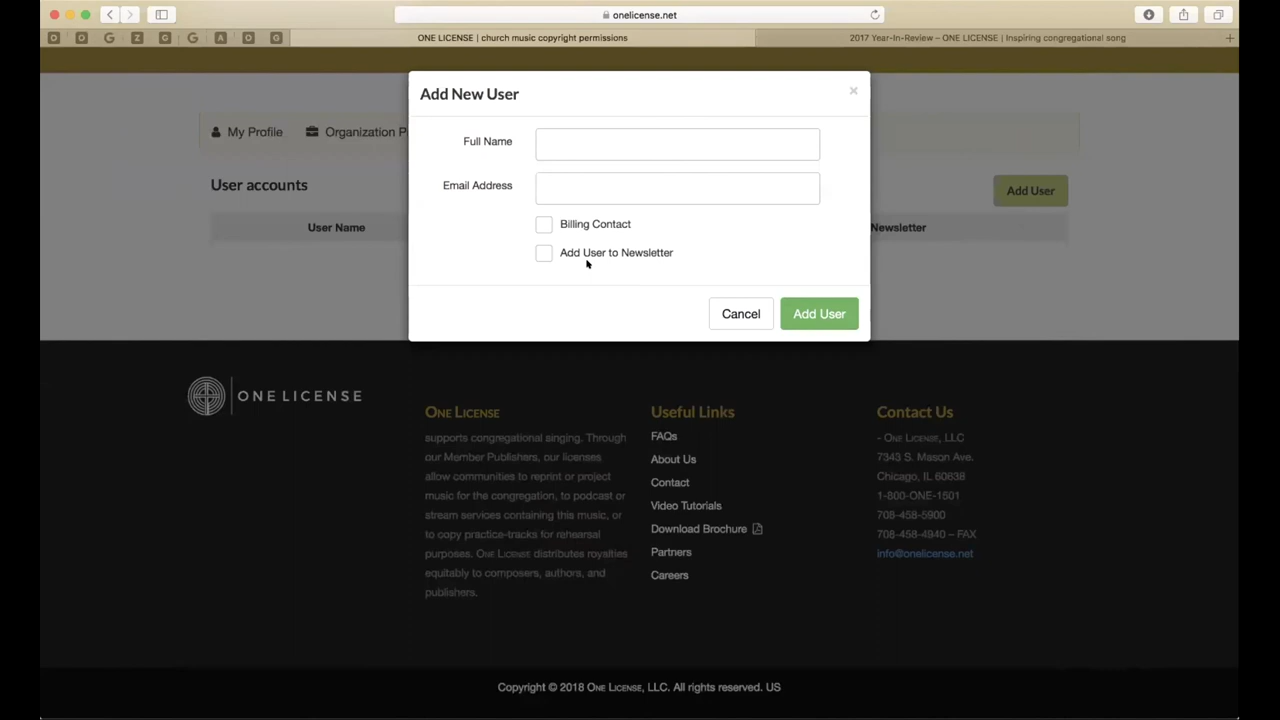 onelicense.net
D O G Z G G A O G
ONE LICENSE | church music copyright permissions
2017 Year-In-Review – ONE LICENSE | Inspiring congregational song
Add New User
×
Full Name
Email Address
Billing Contact
Add User to Newsletter
Cancel
Add User
My Profile
Organization P
User accounts
Add User
User Name
Newsletter
ONE LICENSE
ONE LICENSE
supports congregational singing. Through
our Member Publishers, our licenses
allow communities to reprint or project
music for the congregation, to podcast or
stream services containing this music, or
to copy practice-tracks for rehearsal
purposes. ONE LICENSE distributes royalties
equitably to composers, authors, and
publishers.
Useful Links
FAQs
About Us
Contact
Video Tutorials
Download Brochure
Partners
Careers
Contact Us
- ONE LICENSE, LLC
7343 S. Mason Ave.
Chicago, IL 60638
1-800-ONE-1501
708-458-5900
708-458-4940 – FAX
info@onelicense.net
Copyright © 2018 ONE LICENSE, LLC. All rights reserved. US